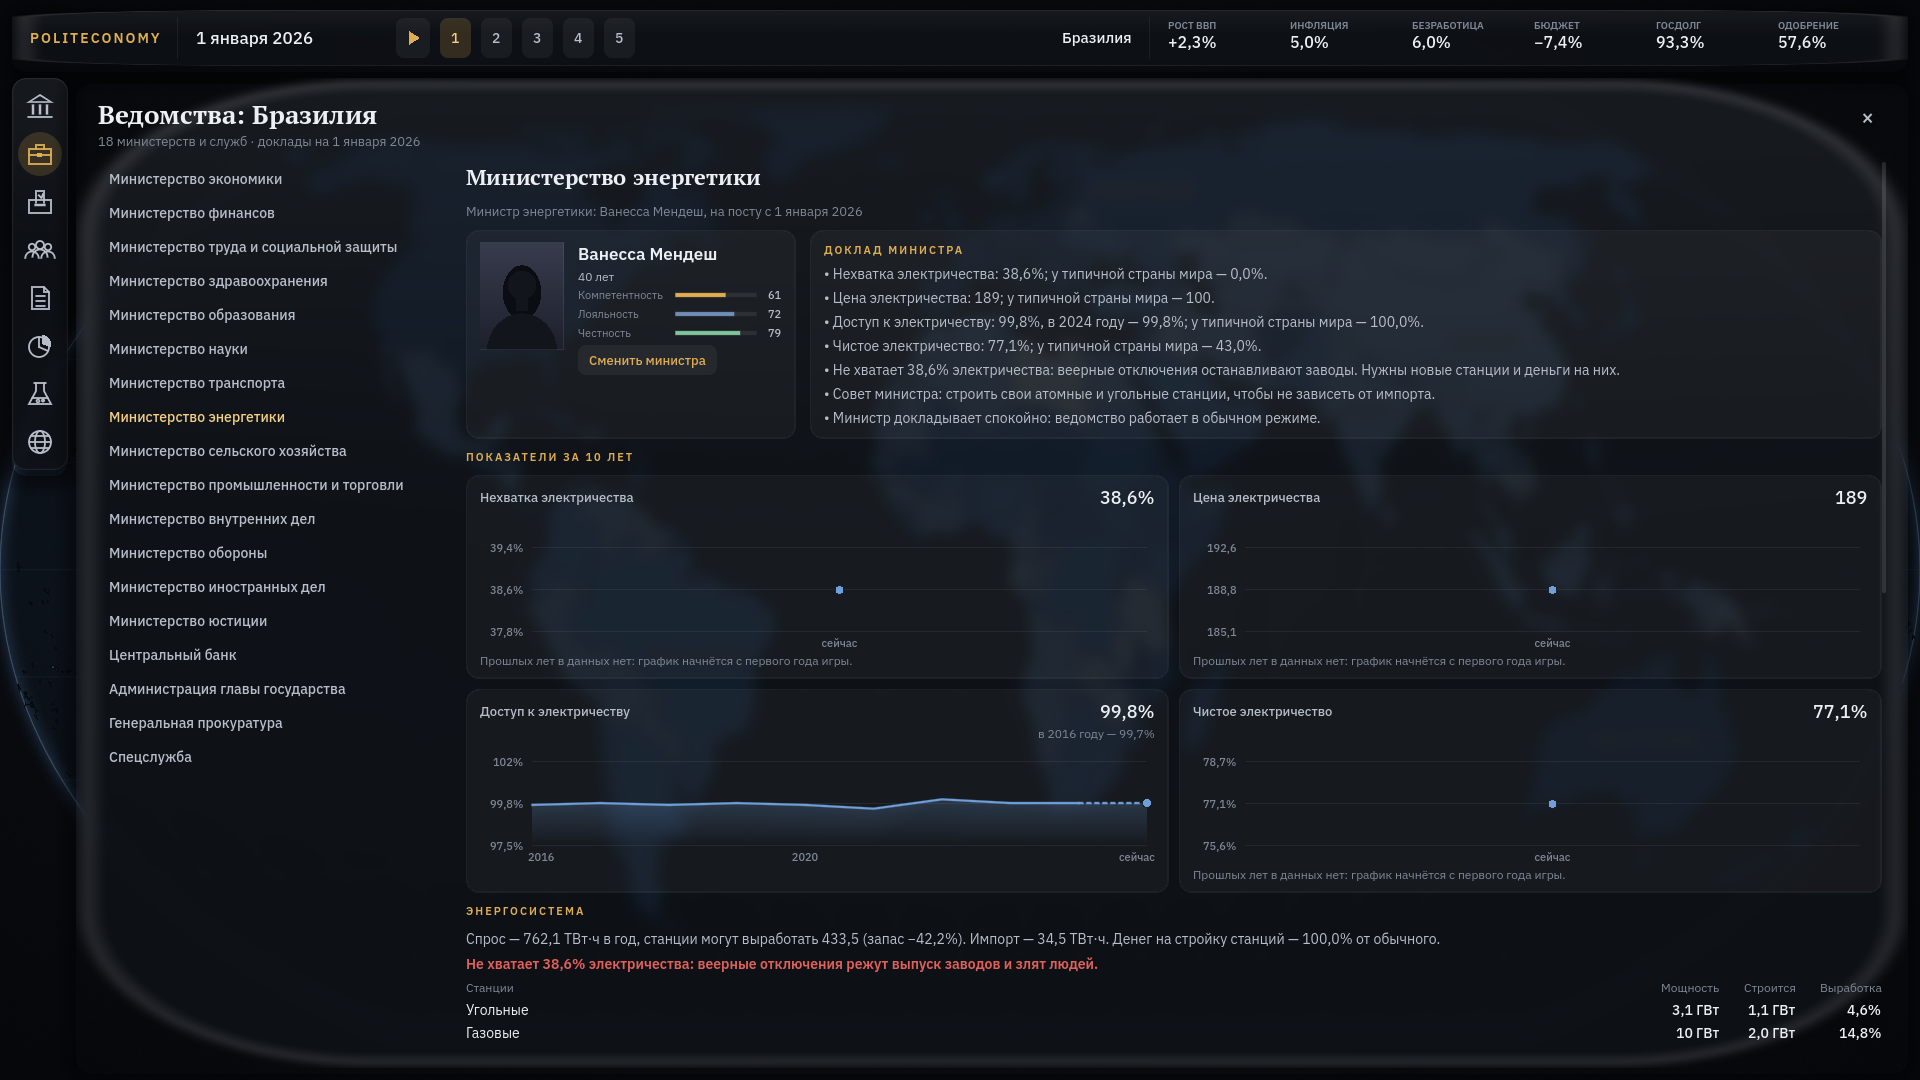 POLITECONOMY
1 января 2026
1 2 3 4 5
Бразилия
РОСТ ВВП ИНФЛЯЦИЯ БЕЗРАБОТИЦА БЮДЖЕТ ГОСДОЛГ ОДОБРЕНИЕ
+2,3% 5,0% 6,0% −7,4% 93,3% 57,6%
Ведомства: Бразилия
×
18 министерств и служб · доклады на 1 января 2026
Министерство экономики
Министерство финансов
Министерство труда и социальной защиты
Министерство здравоохранения
Министерство образования
Министерство науки
Министерство транспорта
Министерство энергетики
Министерство сельского хозяйства
Министерство промышленности и торговли
Министерство внутренних дел
Министерство обороны
Министерство иностранных дел
Министерство юстиции
Центральный банк
Администрация главы государства
Генеральная прокуратура
Спецслужба
Министерство энергетики
Министр энергетики: Ванесса Мендеш, на посту с 1 января 2026
Ванесса Мендеш
40 лет
Компетентность 61
Лояльность 72
Честность 79
Сменить министра
ДОКЛАД МИНИСТРА
• Нехватка электричества: 38,6%; у типичной страны мира — 0,0%.
• Цена электричества: 189; у типичной страны мира — 100.
• Доступ к электричеству: 99,8%, в 2024 году — 99,8%; у типичной страны мира — 100,0%.
• Чистое электричество: 77,1%; у типичной страны мира — 43,0%.
• Не хватает 38,6% электричества: веерные отключения останавливают заводы. Нужны новые станции и деньги на них.
• Совет министра: строить свои атомные и угольные станции, чтобы не зависеть от импорта.
• Министр докладывает спокойно: ведомство работает в обычном режиме.
ПОКАЗАТЕЛИ ЗА 10 ЛЕТ
Нехватка электричества 38,6%
39,4%
38,6%
37,8%
сейчас
Прошлых лет в данных нет: график начнётся с первого года игры.
Цена электричества 189
192,6
188,8
185,1
сейчас
Прошлых лет в данных нет: график начнётся с первого года игры.
Доступ к электричеству 99,8%
в 2016 году — 99,7%
102%
99,8%
97,5%
2016 2020 сейчас
Чистое электричество 77,1%
78,7%
77,1%
75,6%
сейчас
Прошлых лет в данных нет: график начнётся с первого года игры.
ЭНЕРГОСИСТЕМА
Спрос — 762,1 ТВт·ч в год, станции могут выработать 433,5 (запас −42,2%). Импорт — 34,5 ТВт·ч. Денег на стройку станций — 100,0% от обычного.
Не хватает 38,6% электричества: веерные отключения режут выпуск заводов и злят людей.
Станции Мощность Строится Выработка
Угольные 3,1 ГВт 1,1 ГВт 4,6%
Газовые 10 ГВт 2,0 ГВт 14,8%